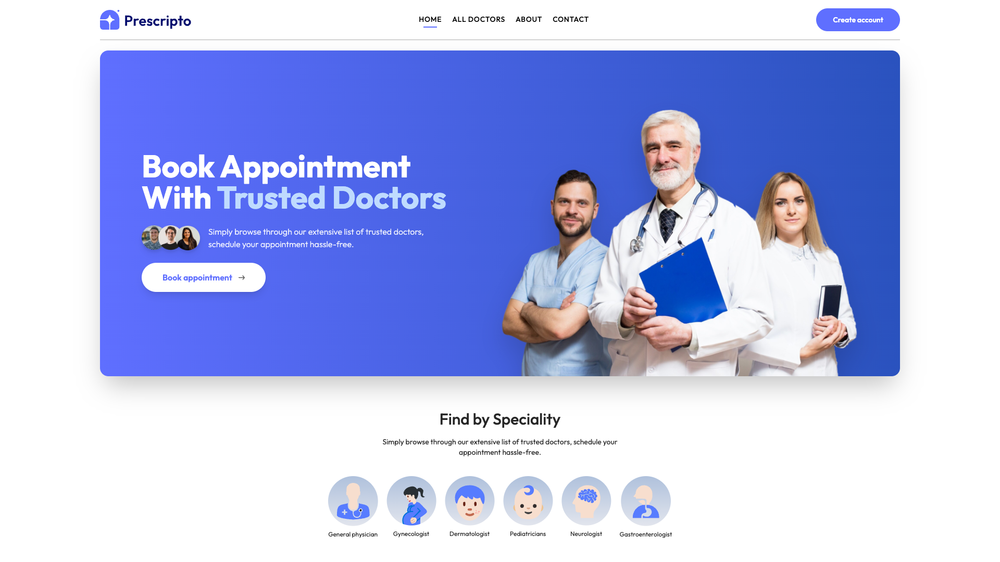 Prescripto
HOME
ALL DOCTORS
ABOUT
CONTACT
Create account
Book Appointment
With Trusted Doctors
Simply browse through our extensive list of trusted doctors,
schedule your appointment hassle-free.
Book appointment →
Find by Speciality
Simply browse through our extensive list of trusted doctors, schedule your
appointment hassle-free.
General physician
Gynecologist
Dermatologist
Pediatricians
Neurologist
Gastroenterologist